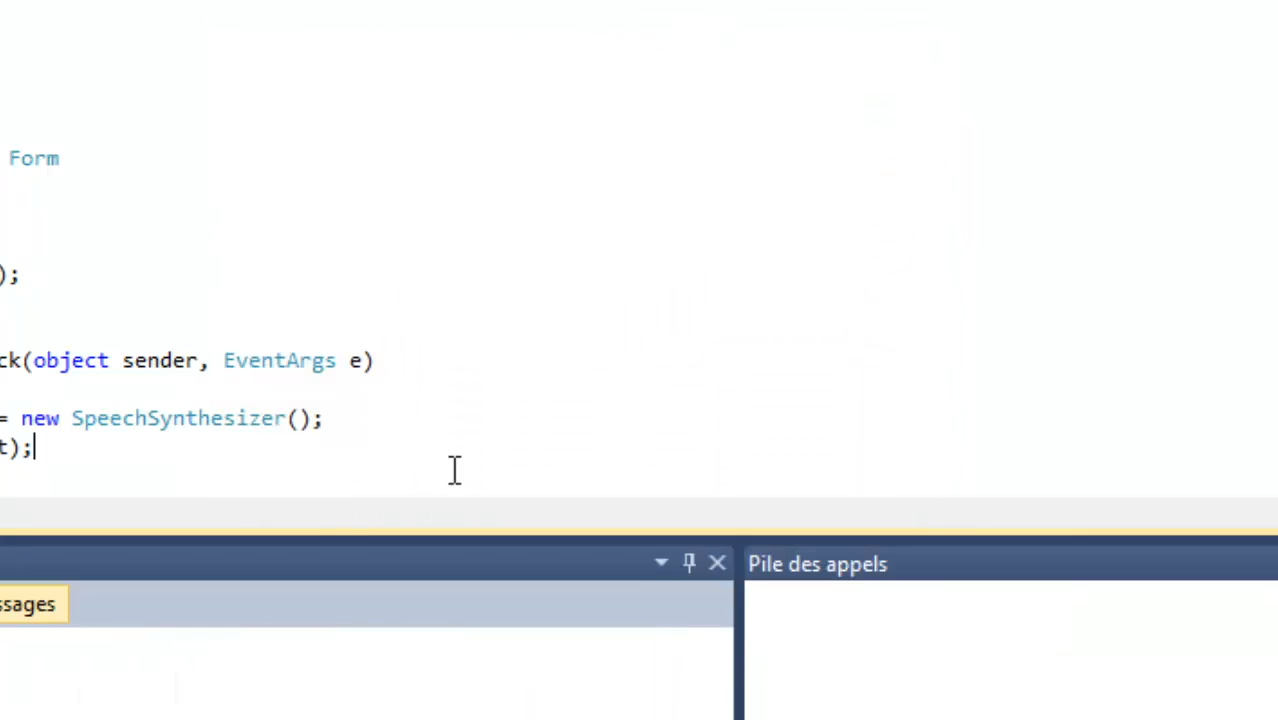 Form
);
ck(object sender, EventArgs e)
= new SpeechSynthesizer();
t);
Pile des appels
ssages